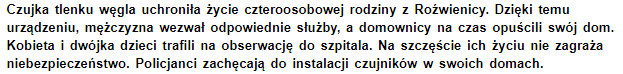 Czujka tlenku węgla uchroniła życie czteroosobowej rodziny z Roźwienicy. Dzięki temu
urządzeniu, mężczyzna wezwał odpowiednie służby, a domownicy na czas opuścili swój dom.
Kobieta i dwójka dzieci trafili na obserwację do szpitala. Na szczęście ich życiu nie zagraża
niebezpieczeństwo. Policjanci zachęcają do instalacji czujników w swoich domach.